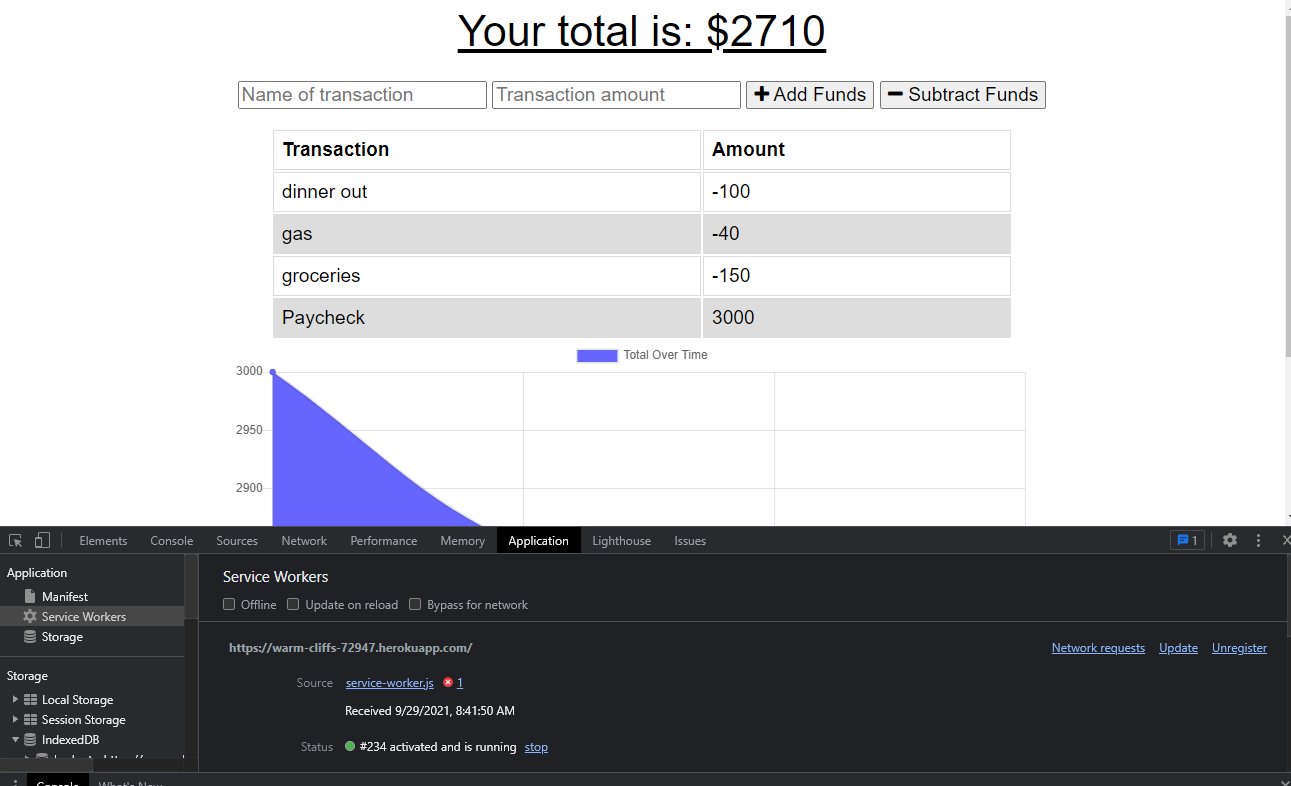 Your total is: $2710
Name of transaction Transaction amount Add Funds Subtract Funds
Transaction Amount
dinner out -100
gas -40
groceries -150
Paycheck 3000
Total Over Time
3000
2950
2900
Elements Console Sources Network Performance Memory Application Lighthouse Issues 1
Application
Manifest
Service Workers
Storage
Storage
Local Storage
Session Storage
IndexedDB
Service Workers
Offline Update on reload Bypass for network
https://warm-cliffs-72947.herokuapp.com/ Network requests Update Unregister
Source service-worker.js 1
Received 9/29/2021, 8:41:50 AM
Status #234 activated and is running stop
Console What's New